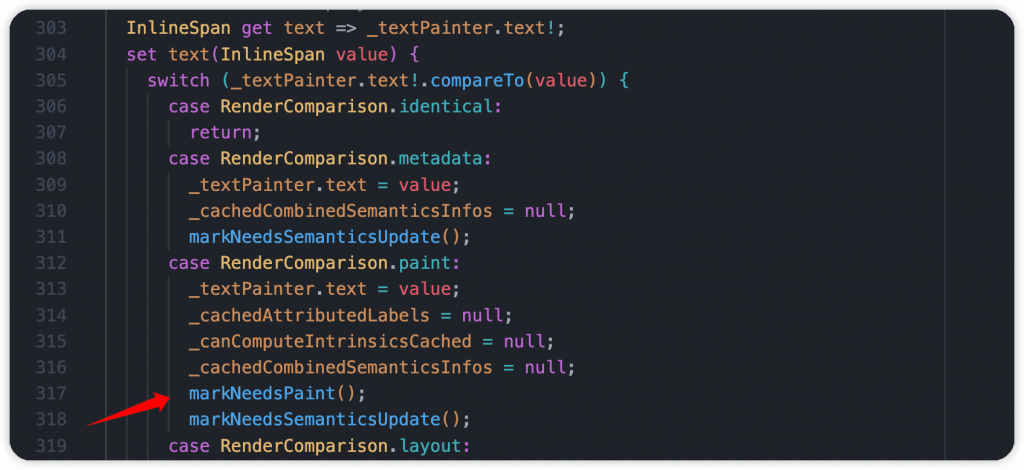 303 InlineSpan get text => _textPainter.text!;
304 set text(InlineSpan value) {
305 switch (_textPainter.text!.compareTo(value)) {
306 case RenderComparison.identical:
307 return;
308 case RenderComparison.metadata:
309 _textPainter.text = value;
310 _cachedCombinedSemanticsInfos = null;
311 markNeedsSemanticsUpdate();
312 case RenderComparison.paint:
313 _textPainter.text = value;
314 _cachedAttributedLabels = null;
315 _canComputeIntrinsicsCached = null;
316 _cachedCombinedSemanticsInfos = null;
317 markNeedsPaint();
318 markNeedsSemanticsUpdate();
319 case RenderComparison.layout: